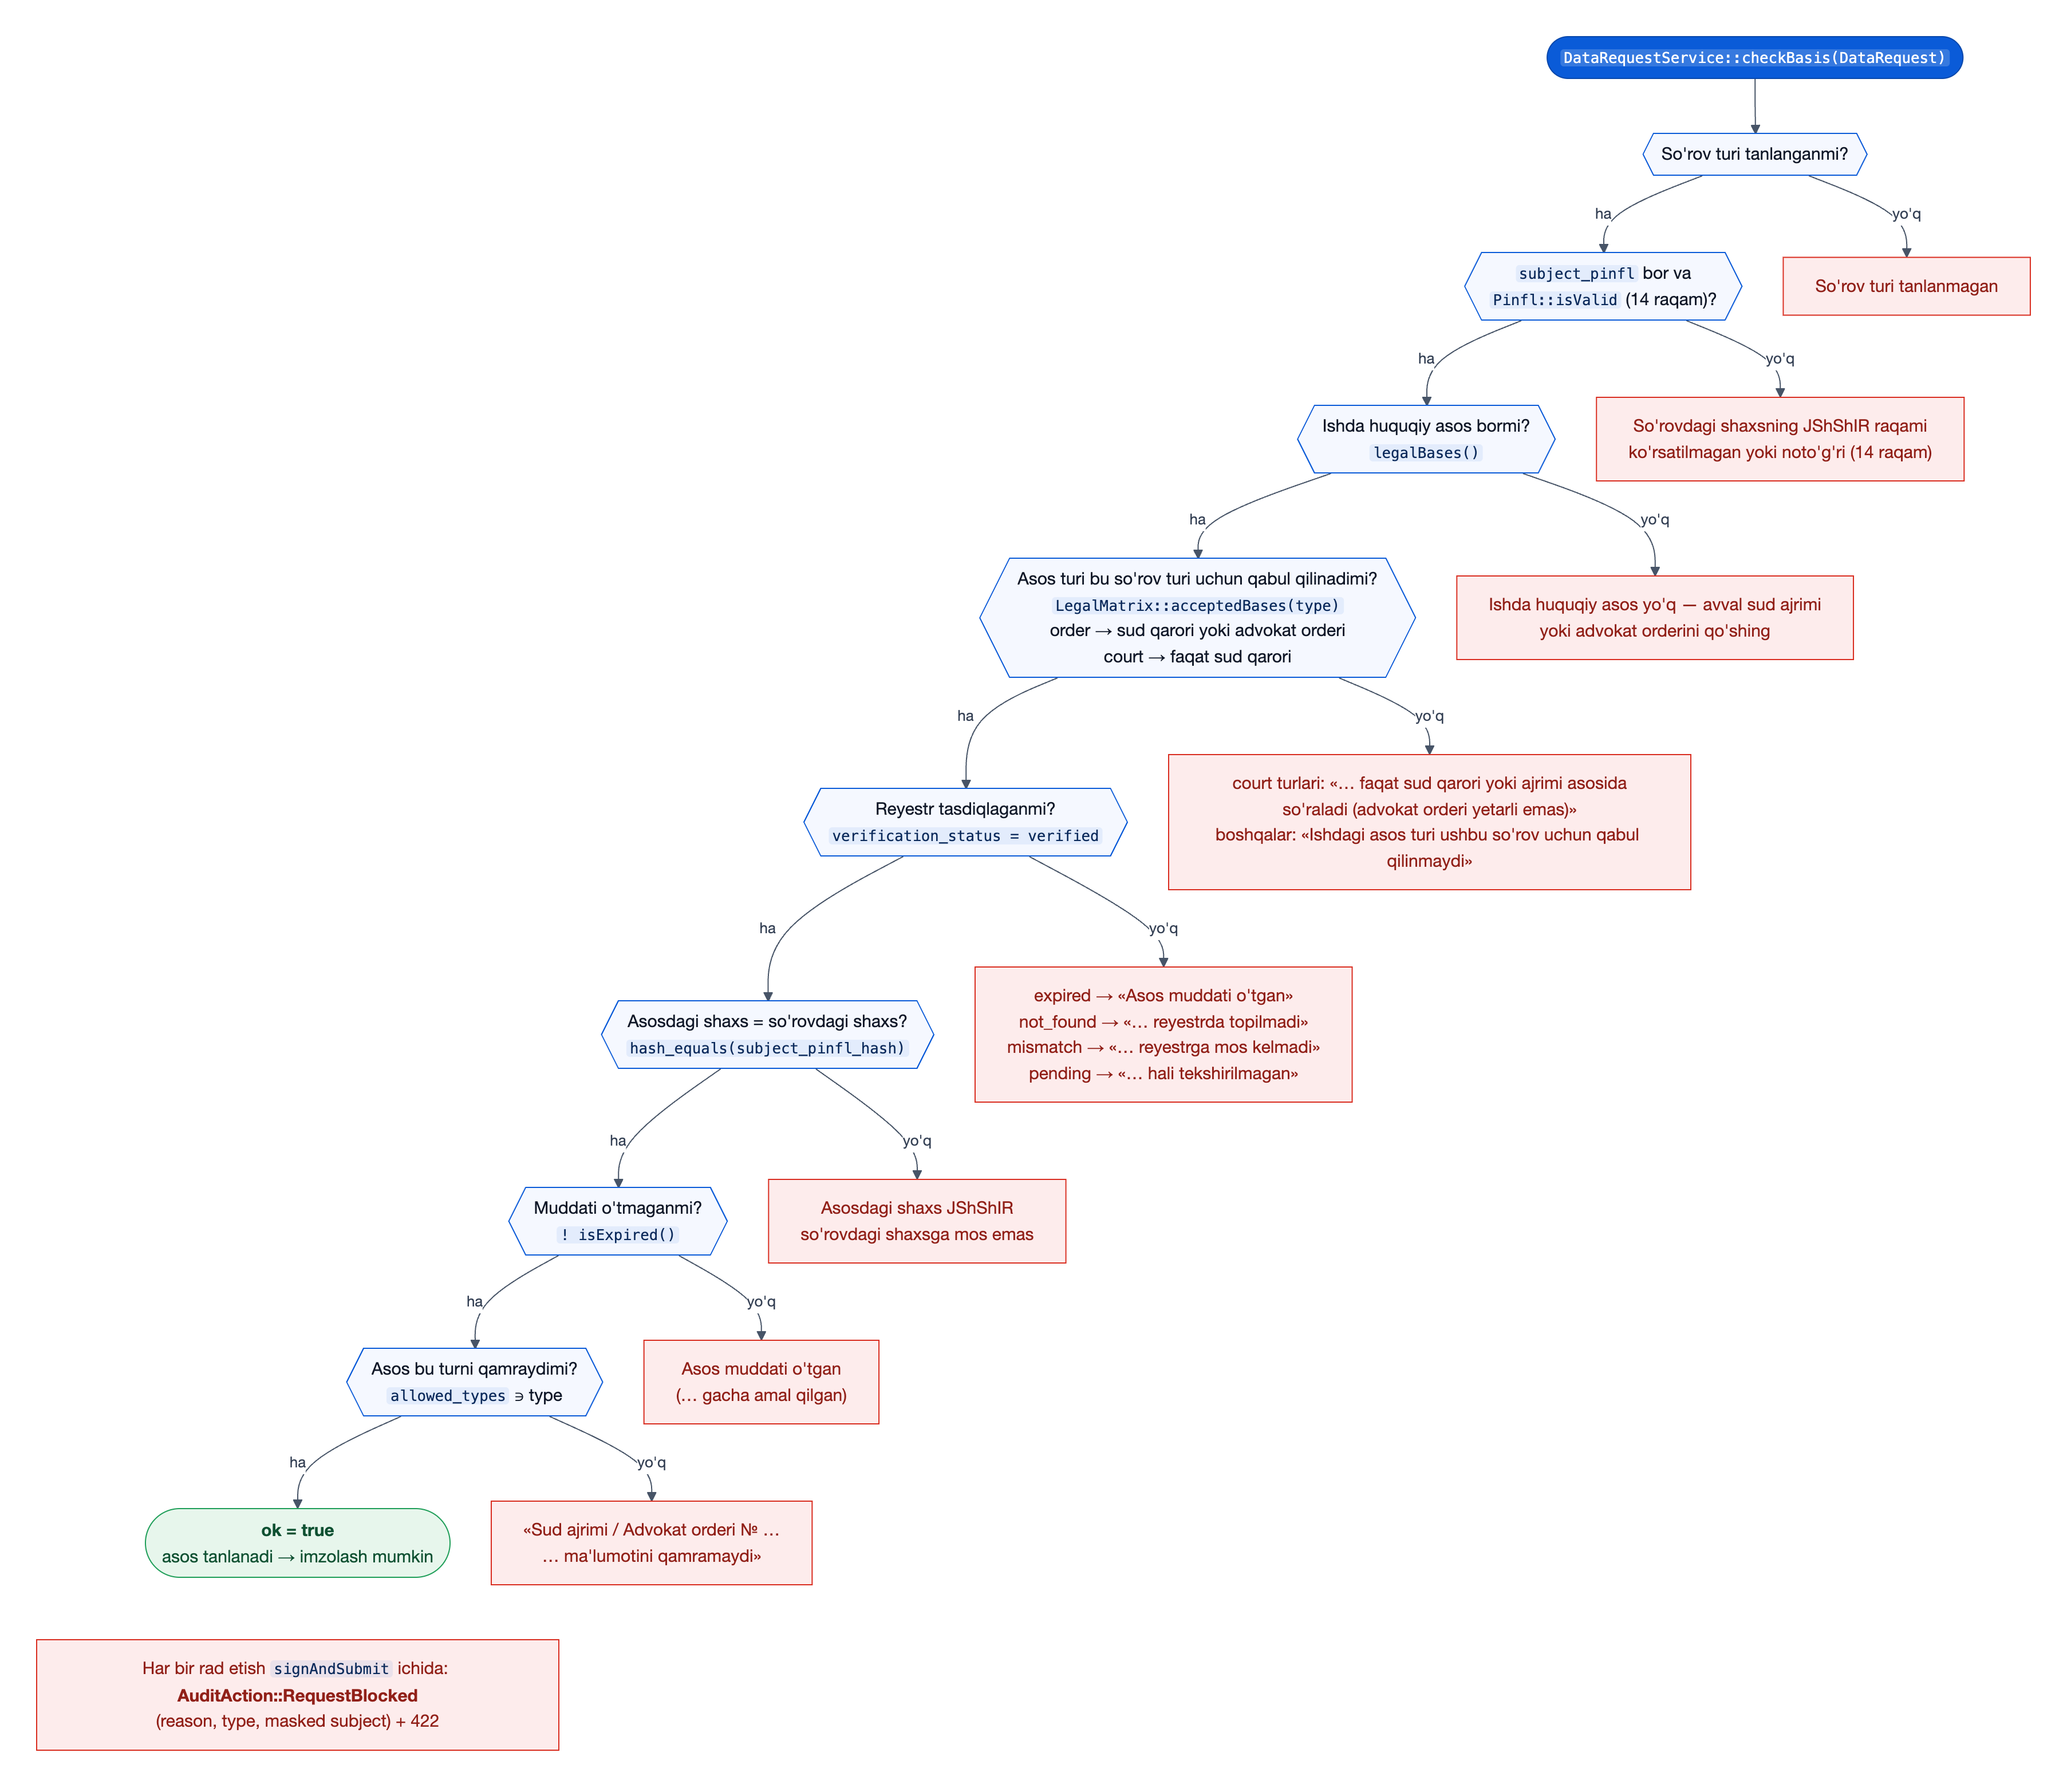 DataRequestService::checkBasis(DataRequest)
So'rov turi tanlanganmi?
ha
yo'q
subject_pinfl bor va
Pinfl::isValid (14 raqam)?
So'rov turi tanlanmagan
ha
yo'q
Ishda huquqiy asos bormi?
legalBases()
So'rovdagi shaxsning JShShIR raqami
ko'rsatilmagan yoki noto'g'ri (14 raqam)
ha
yo'q
Asos turi bu so'rov turi uchun qabul qilinadimi?
LegalMatrix::acceptedBases(type)
order → sud qarori yoki advokat orderi
court → faqat sud qarori
Ishda huquqiy asos yo'q — avval sud ajrimi
yoki advokat orderini qo'shing
ha
yo'q
Reyestr tasdiqlaganmi?
verification_status = verified
court turlari: «… faqat sud qarori yoki ajrimi asosida
so'raladi (advokat orderi yetarli emas)»
boshqalar: «Ishdagi asos turi ushbu so'rov uchun qabul
qilinmaydi»
ha
yo'q
Asosdagi shaxs = so'rovdagi shaxs?
hash_equals(subject_pinfl_hash)
expired → «Asos muddati o'tgan»
not_found → «… reyestrda topilmadi»
mismatch → «… reyestrga mos kelmadi»
pending → «… hali tekshirilmagan»
ha
yo'q
Muddati o'tmaganmi?
! isExpired()
Asosdagi shaxs JShShIR
so'rovdagi shaxsga mos emas
ha
yo'q
Asos bu turni qamraydimi?
allowed_types ∋ type
Asos muddati o'tgan
(… gacha amal qilgan)
ha
yo'q
ok = true
asos tanlanadi → imzolash mumkin
«Sud ajrimi / Advokat orderi № …
… ma'lumotini qamramaydi»
Har bir rad etish signAndSubmit ichida:
AuditAction::RequestBlocked
(reason, type, masked subject) + 422